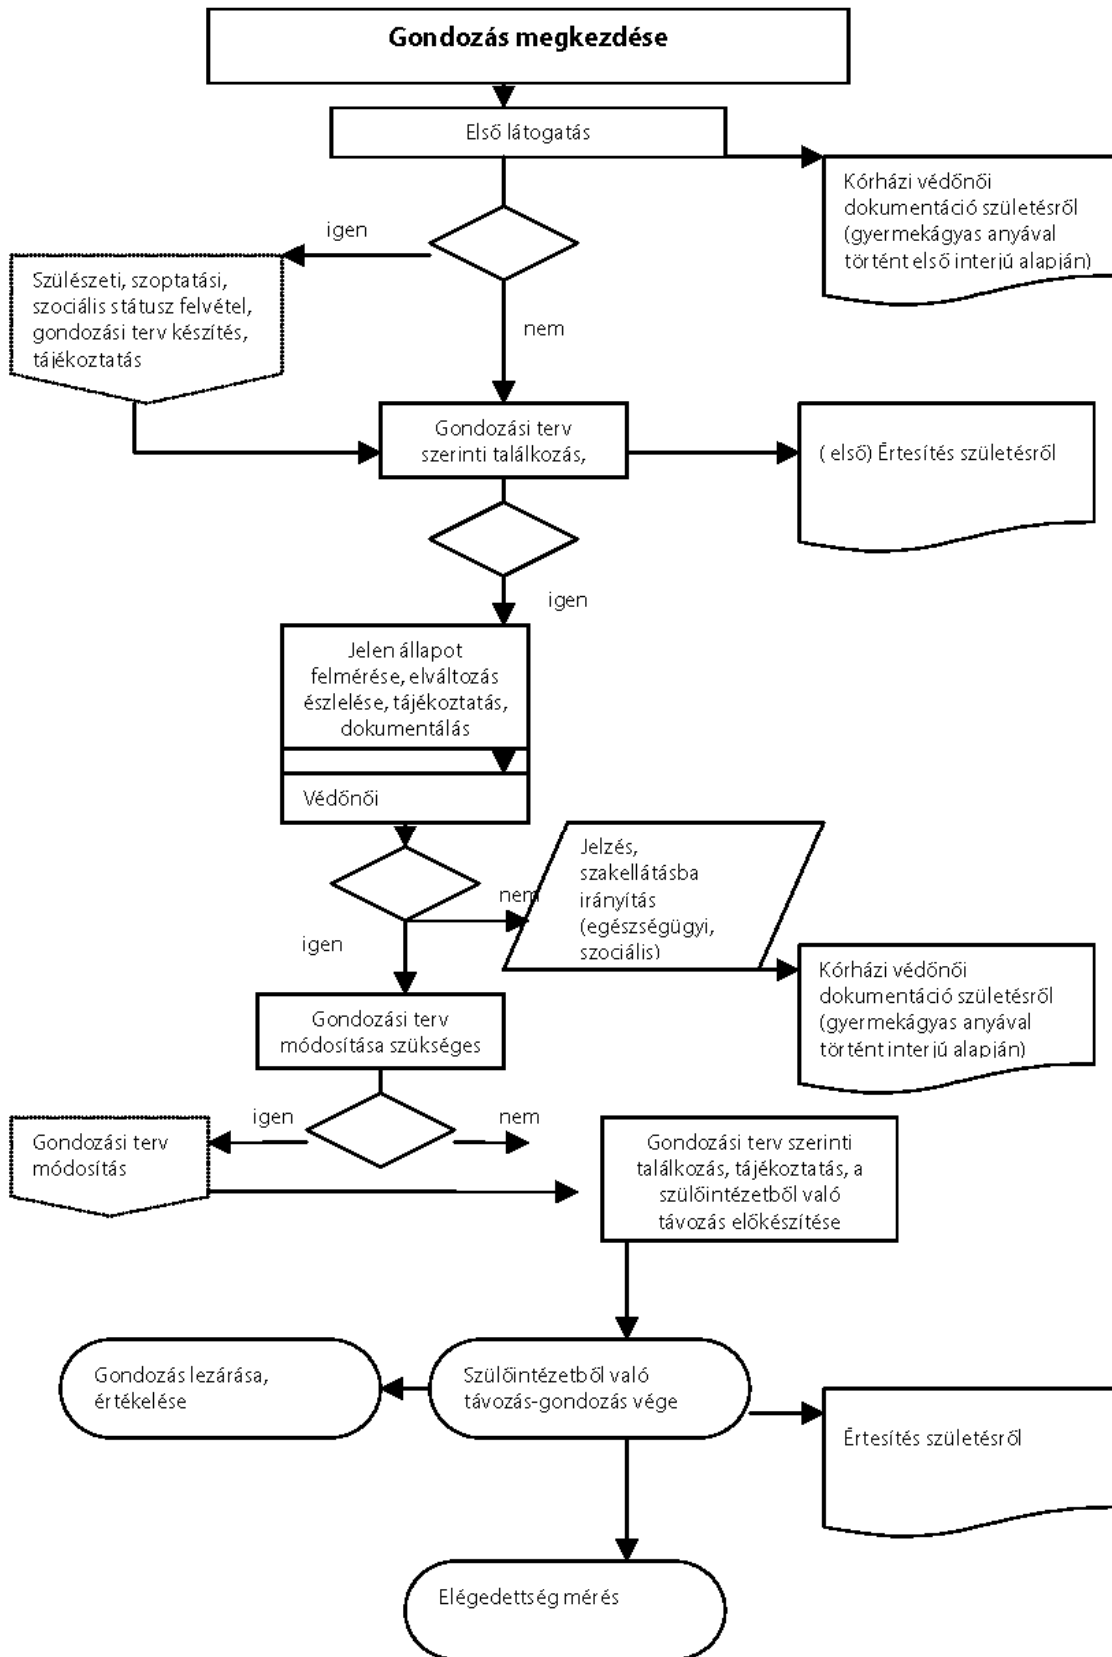 Gondozás megkezdése
Első látogatás
Kórházi védőnői
dokumentáció születésről
(gyermekágyas anyával
történt első interjú alapján)
igen
Szülészeti, szoptatási,
szociális státusz felvétel,
gondozási terv készítés,
tájékoztatás
nem
Gondozási terv
szerinti találkozás,
( első) Értesítés születésről
igen
Jelen állapot
felmérése, elváltozás
észlelése, tájékoztatás,
dokumentálás
Védőnői
nem
Jelzés,
szakellátásba
irányítás
(egészségügyi,
szociális)
igen
Kórházi védőnői
dokumentáció születésről
(gyermekágyas anyával
történt interjú alapján)
Gondozási terv
módosítása szükséges
igen
nem
Gondozási terv
módosítás
Gondozási terv szerinti
találkozás, tájékoztatás, a
szülőintézetből való
távozás előkészítése
Gondozás lezárása,
értékelése
Szülőintézetből való
távozás-gondozás vége
Értesítés születésről
Elégedettség mérés